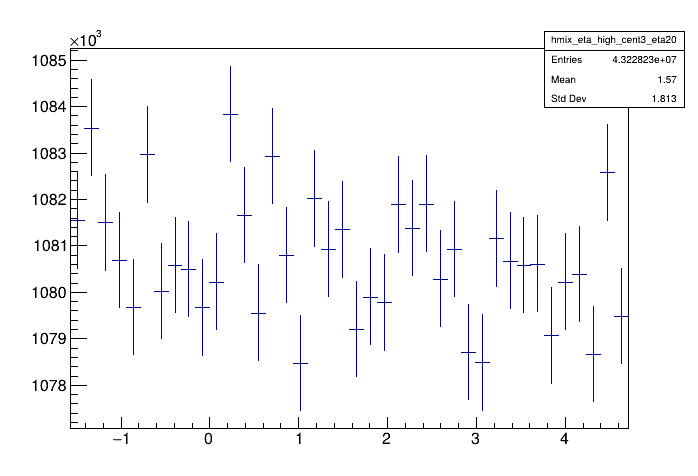 ×10³
hmix_eta_high_cent3_eta20
Entries 4.322823e+07
Mean 1.57
Std Dev 1.813
1085
1084
1083
1082
1081
1080
1079
1078
−1 0 1 2 3 4